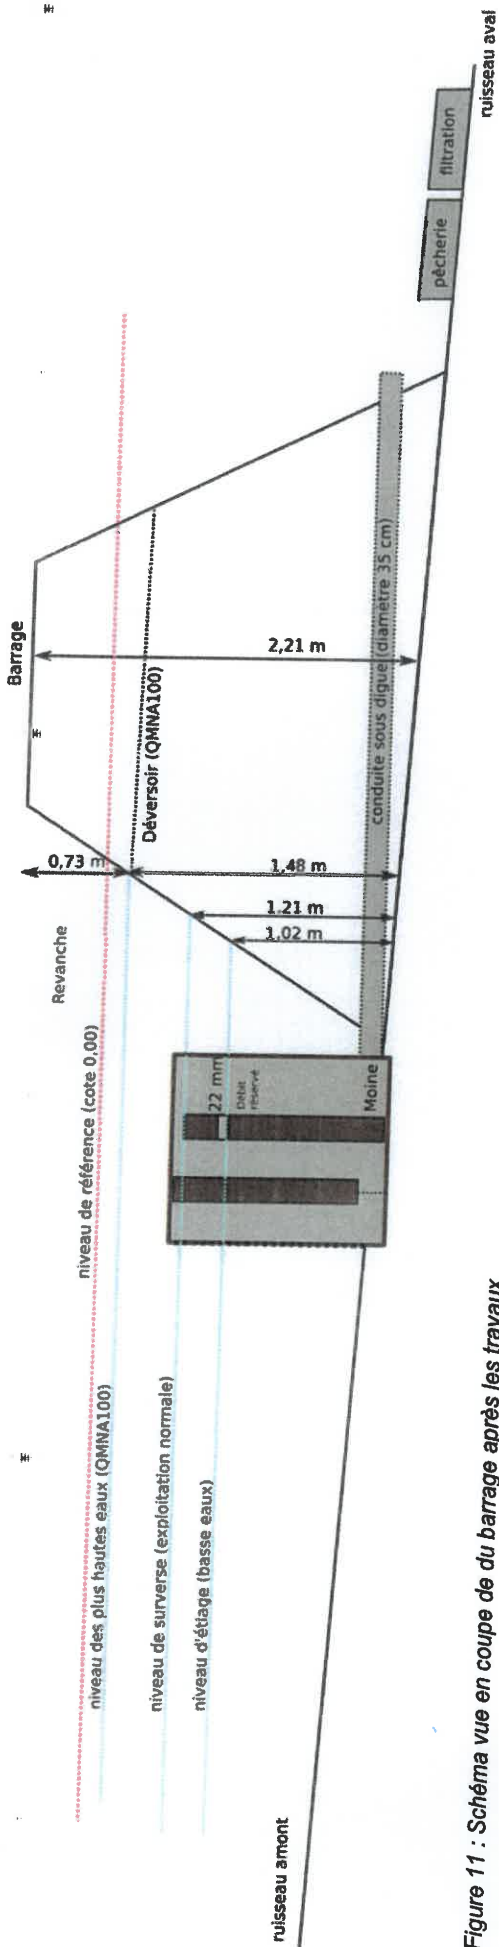 Barrage
niveau de référence (cote 0,00)
Revanche
0,73 m
niveau des plus hautes eaux (QMNA100)
Déversoir (QMNA100)
2,21 m
1,48 m
niveau de surverse (exploitation normale)
1.21 m
niveau d'étiage (basse eaux)
1,02 m
22 mm
Débit
réservé
Moine
conduite sous digue (diamètre 35 cm)
pêcherie
filtration
ruisseau amont
ruisseau aval
Figure 11 : Schéma vue en coupe de du barrage après les travaux